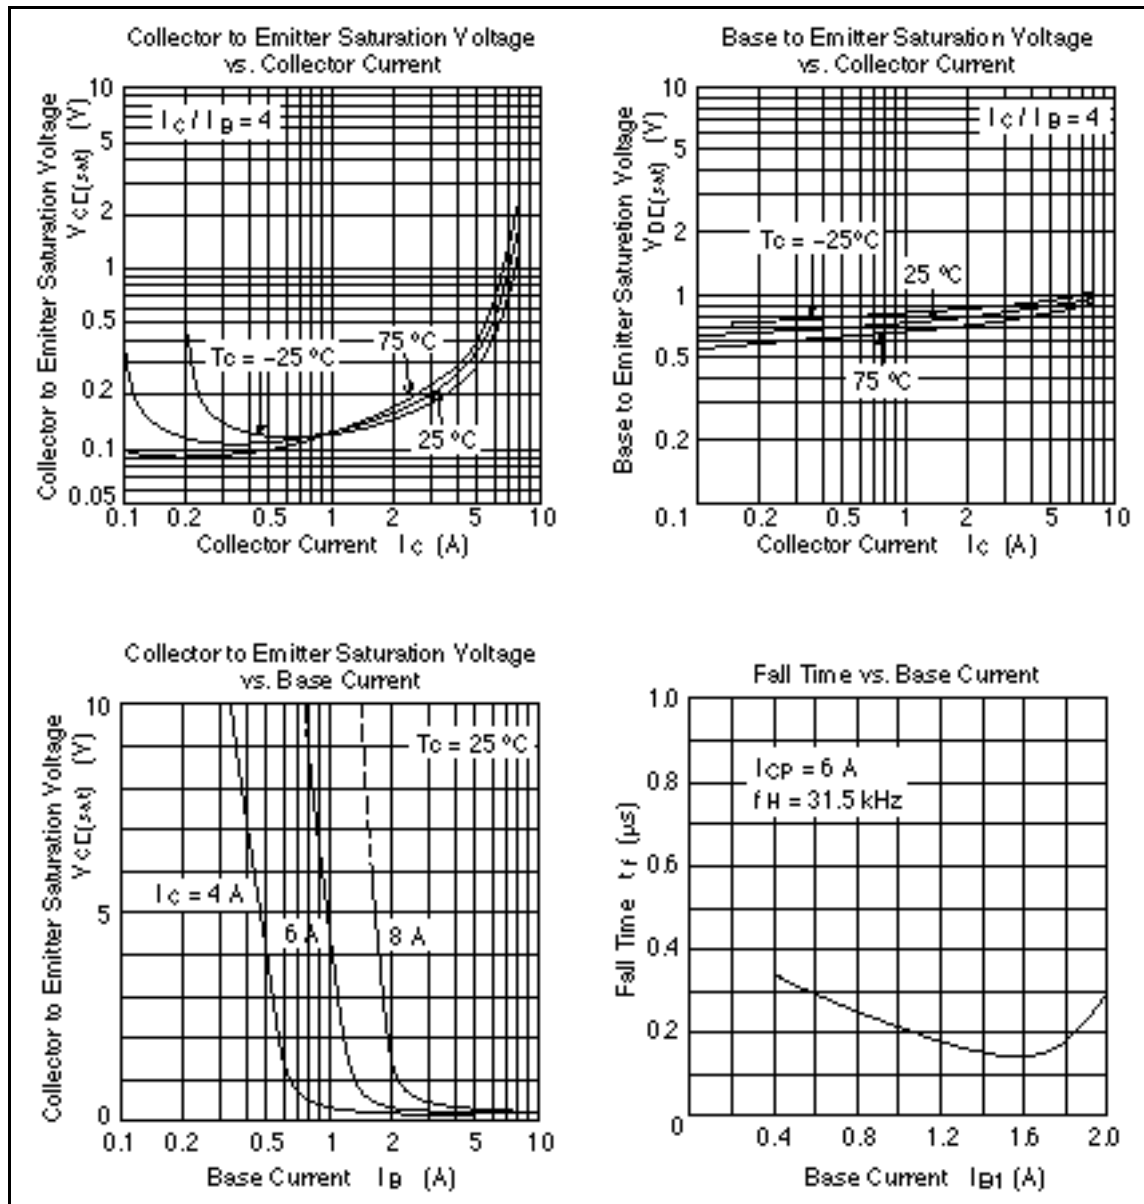 Collector to Emitter Saturation Voltage
vs. Collector Current
Collector to Emitter Saturation Voltage
VCE(sat) (V)
10
5
2
1
0.5
0.2
0.1
0.05
IC / IB = 4
75 °C
Tc = –25 °C
25 °C
0.1 0.2 0.5 1 2 5 10
Collector Current IC (A)
Base to Emitter Saturation Voltage
vs. Collector Current
Base to Emitter Saturation Voltage
VBE(sat) (V)
10
5
2
1
0.5
0.2
0.1
IC / IB = 4
Tc = –25°C
25 °C
75 °C
0.2 0.5 1 2 5 10
Collector Current IC (A)
Collector to Emitter Saturation Voltage
vs. Base Current
Collector to Emitter Saturation Voltage
VCE(sat) (V)
10
5
0
Tc = 25 °C
IC = 4 A
6 A
8 A
0.1 0.2 0.5 1 2 5 10
Base Current IB (A)
Fall Time vs. Base Current
Fall Time tf (µs)
1.0
0.8
0.6
0.4
0.2
0
ICP = 6 A
fH = 31.5 kHz
0.4 0.8 1.2 1.6 2.0
Base Current IB1 (A)